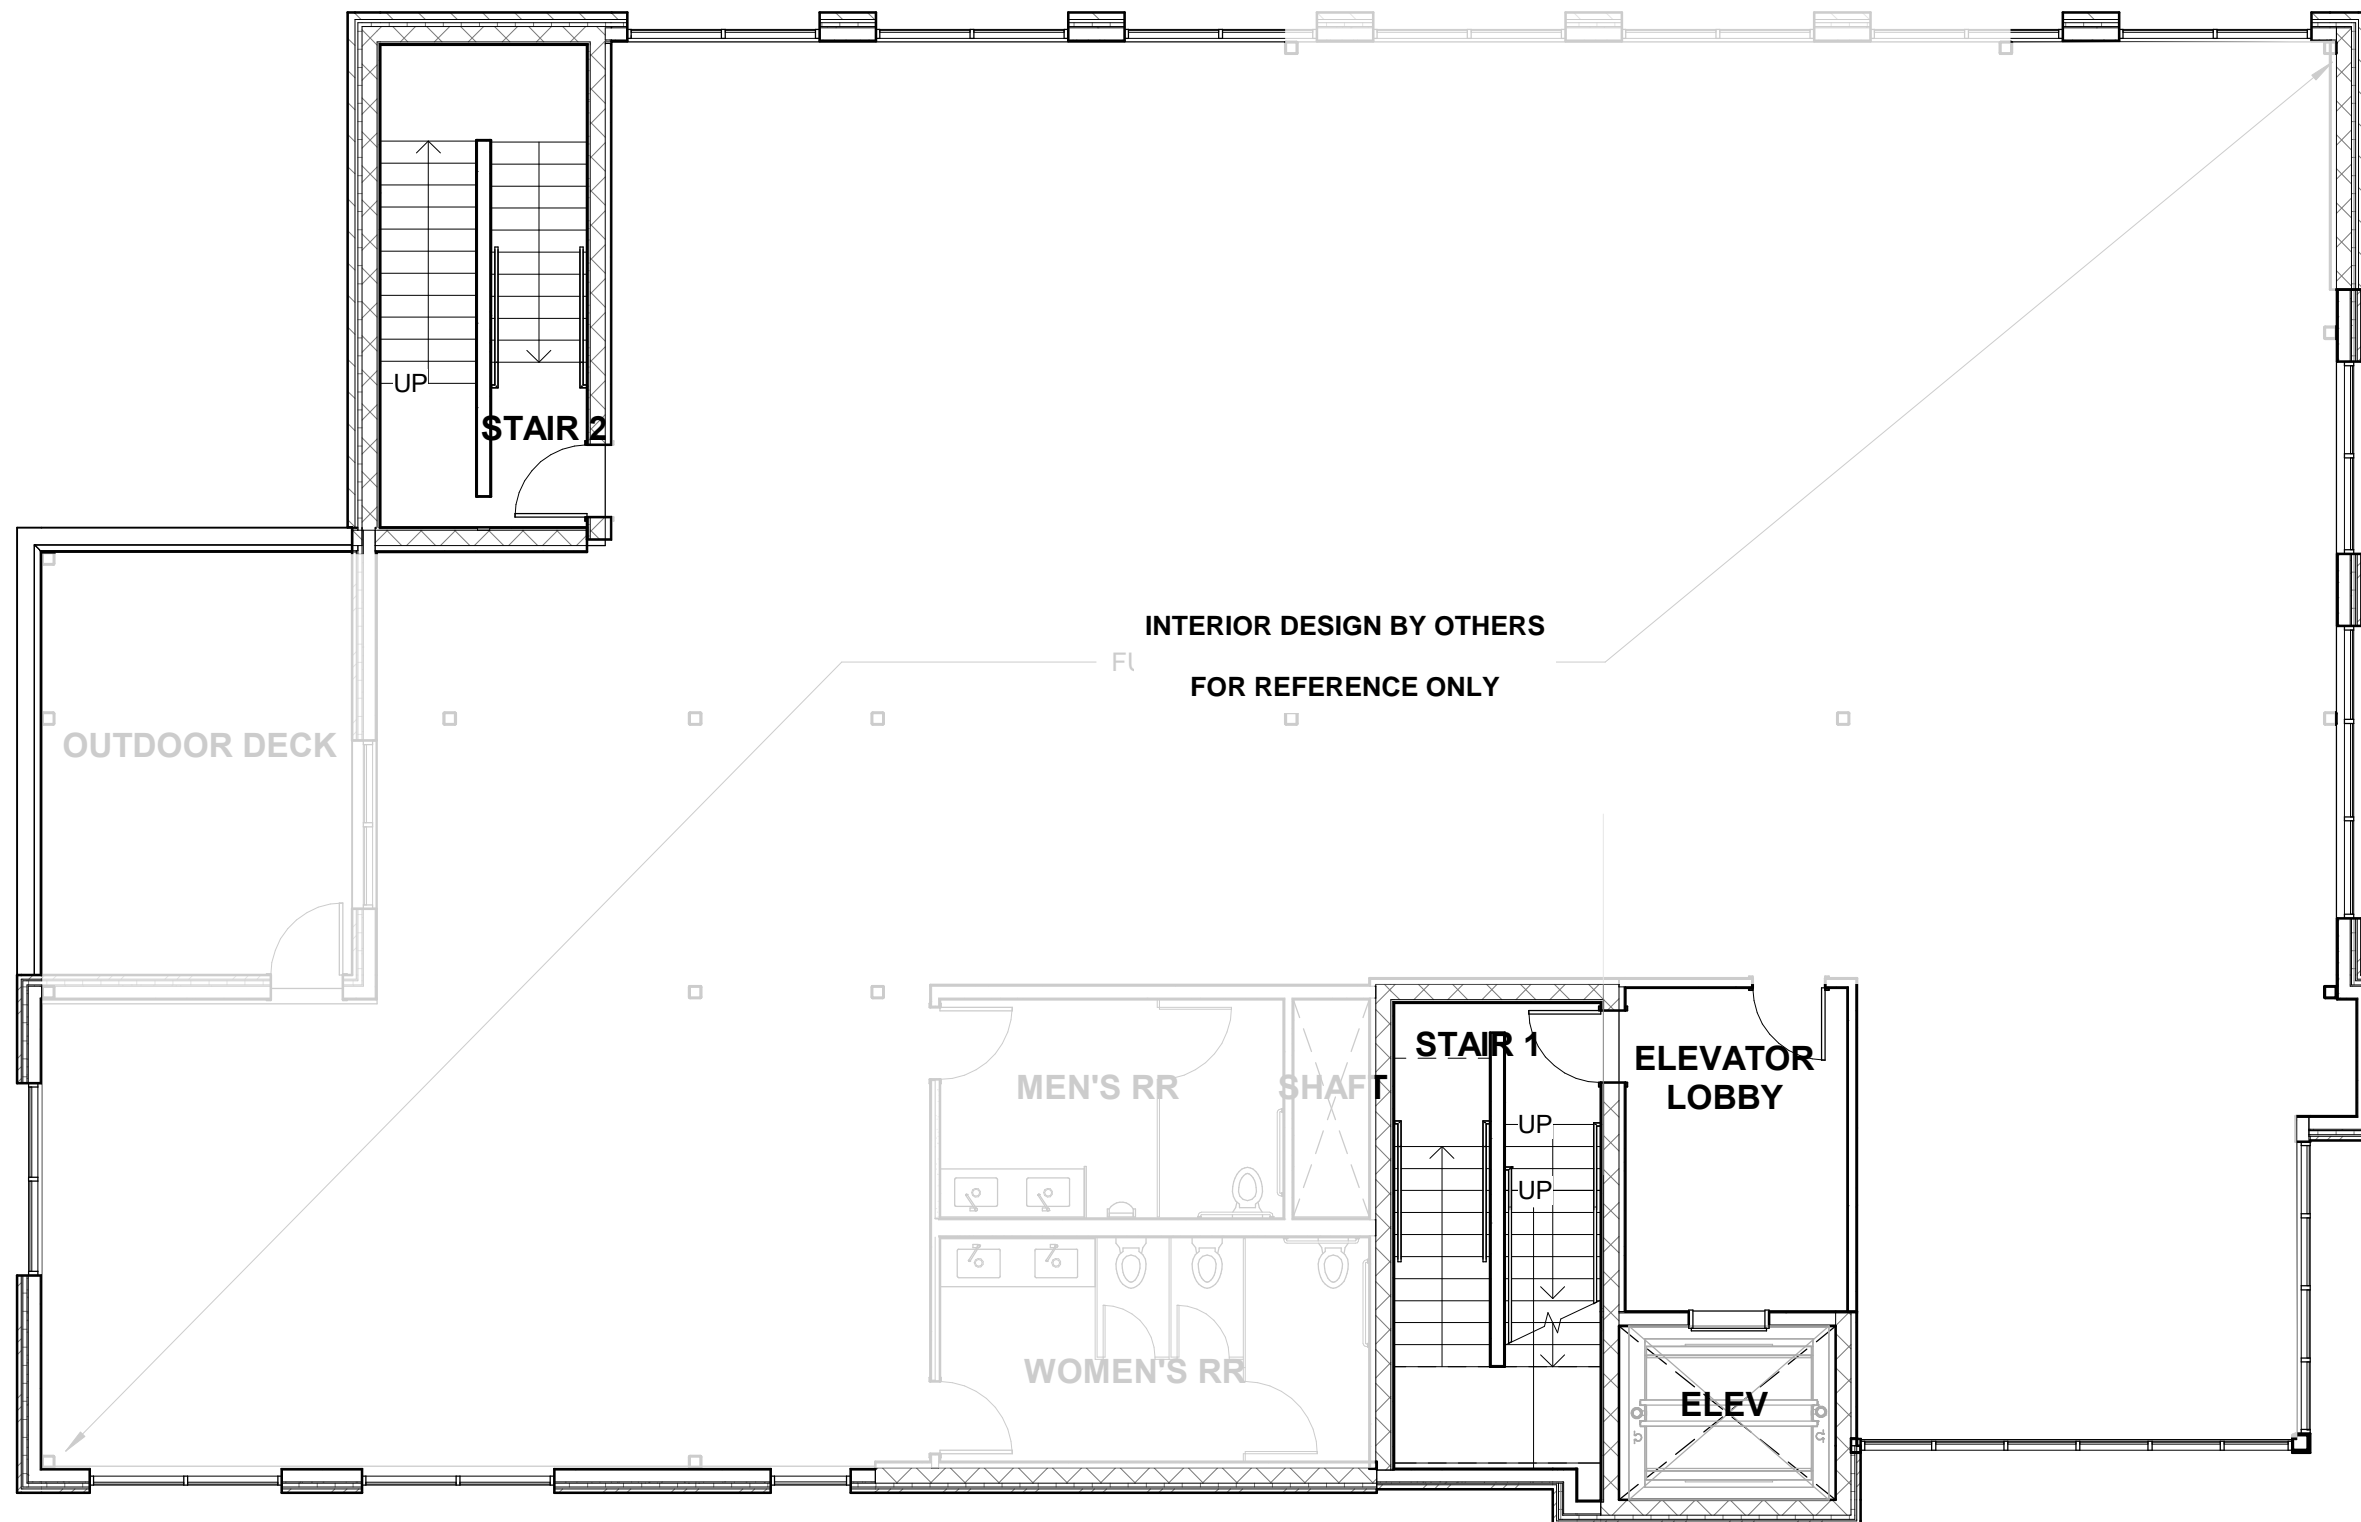 UP
STAIR 2
INTERIOR DESIGN BY OTHERS
FOR REFERENCE ONLY
OUTDOOR DECK
STAIR 1
ELEVATOR
LOBBY
MEN'S RR
SHAFT
UP
UP
WOMEN'S RR
ELEV